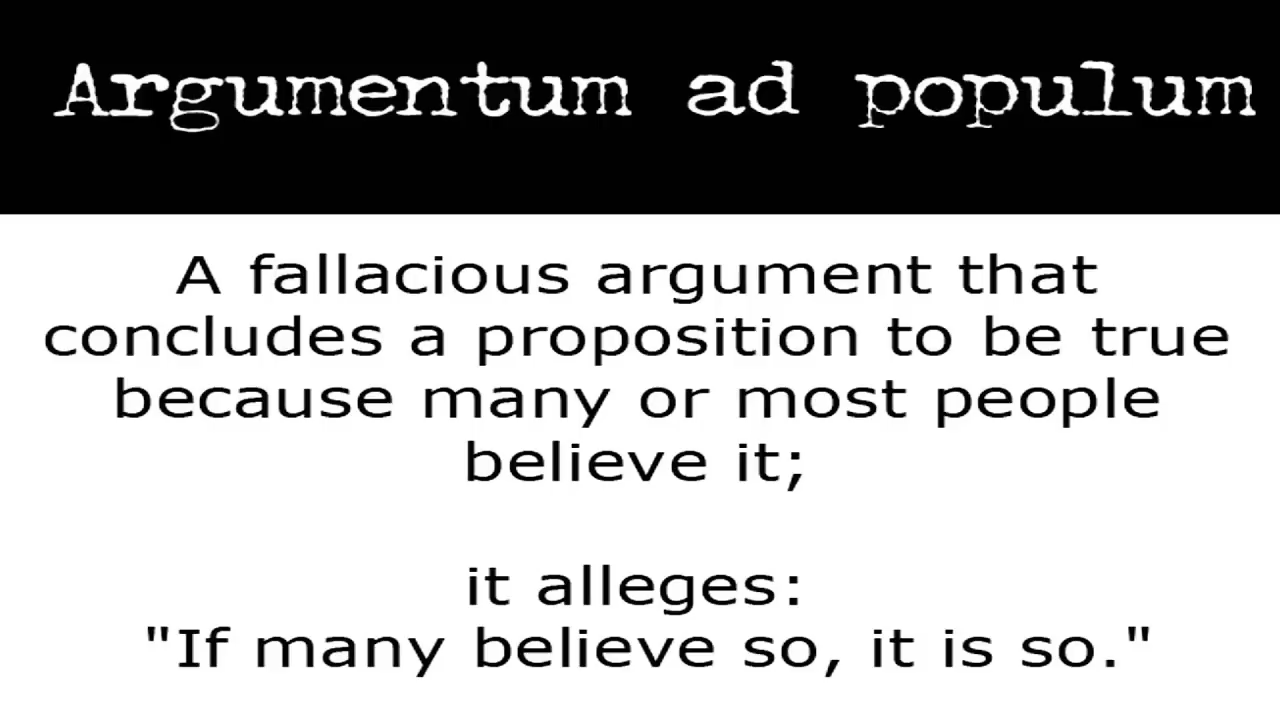 Argumentum ad populum
A fallacious argument that
concludes a proposition to be true
because many or most people
believe it;
it alleges:
"If many believe so, it is so."